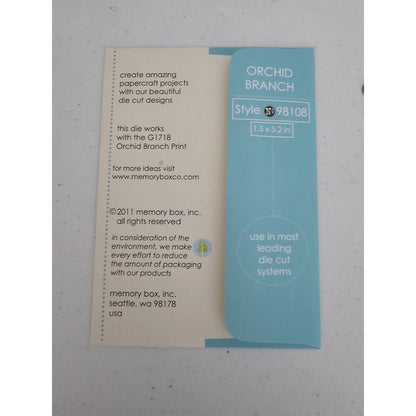 create amazing
papercraft projects
with our beautiful
die cut designs
this die works
with the G1718
Orchid Branch Print
for more ideas visit
www.memoryboxco.com
©2011 memory box, inc.
all rights reserved
in consideration of the
environment, we make
every effort to reduce
the amount of packaging
with our products
memory box, inc.
seattle, wa 98178
usa
ORCHID
BRANCH
Style 98108
1.5 x 5.2 in.
use in most
leading
die cut
systems